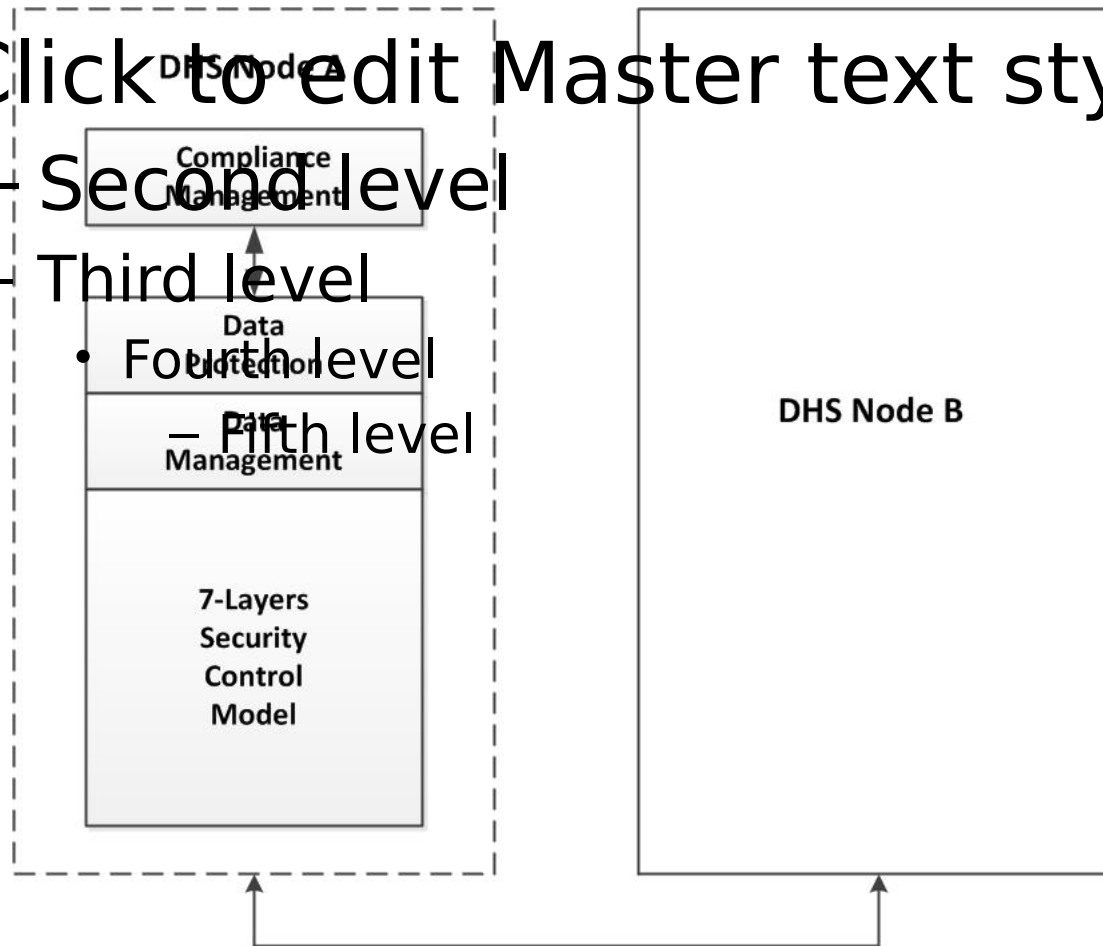 Click to edit Master text sty
DHS Node A
Compliance
Management
– Second level
– Third level
Data
Protection
• Fourth level
Data
Management
– Fifth level
7-Layers
Security
Control
Model
DHS Node B